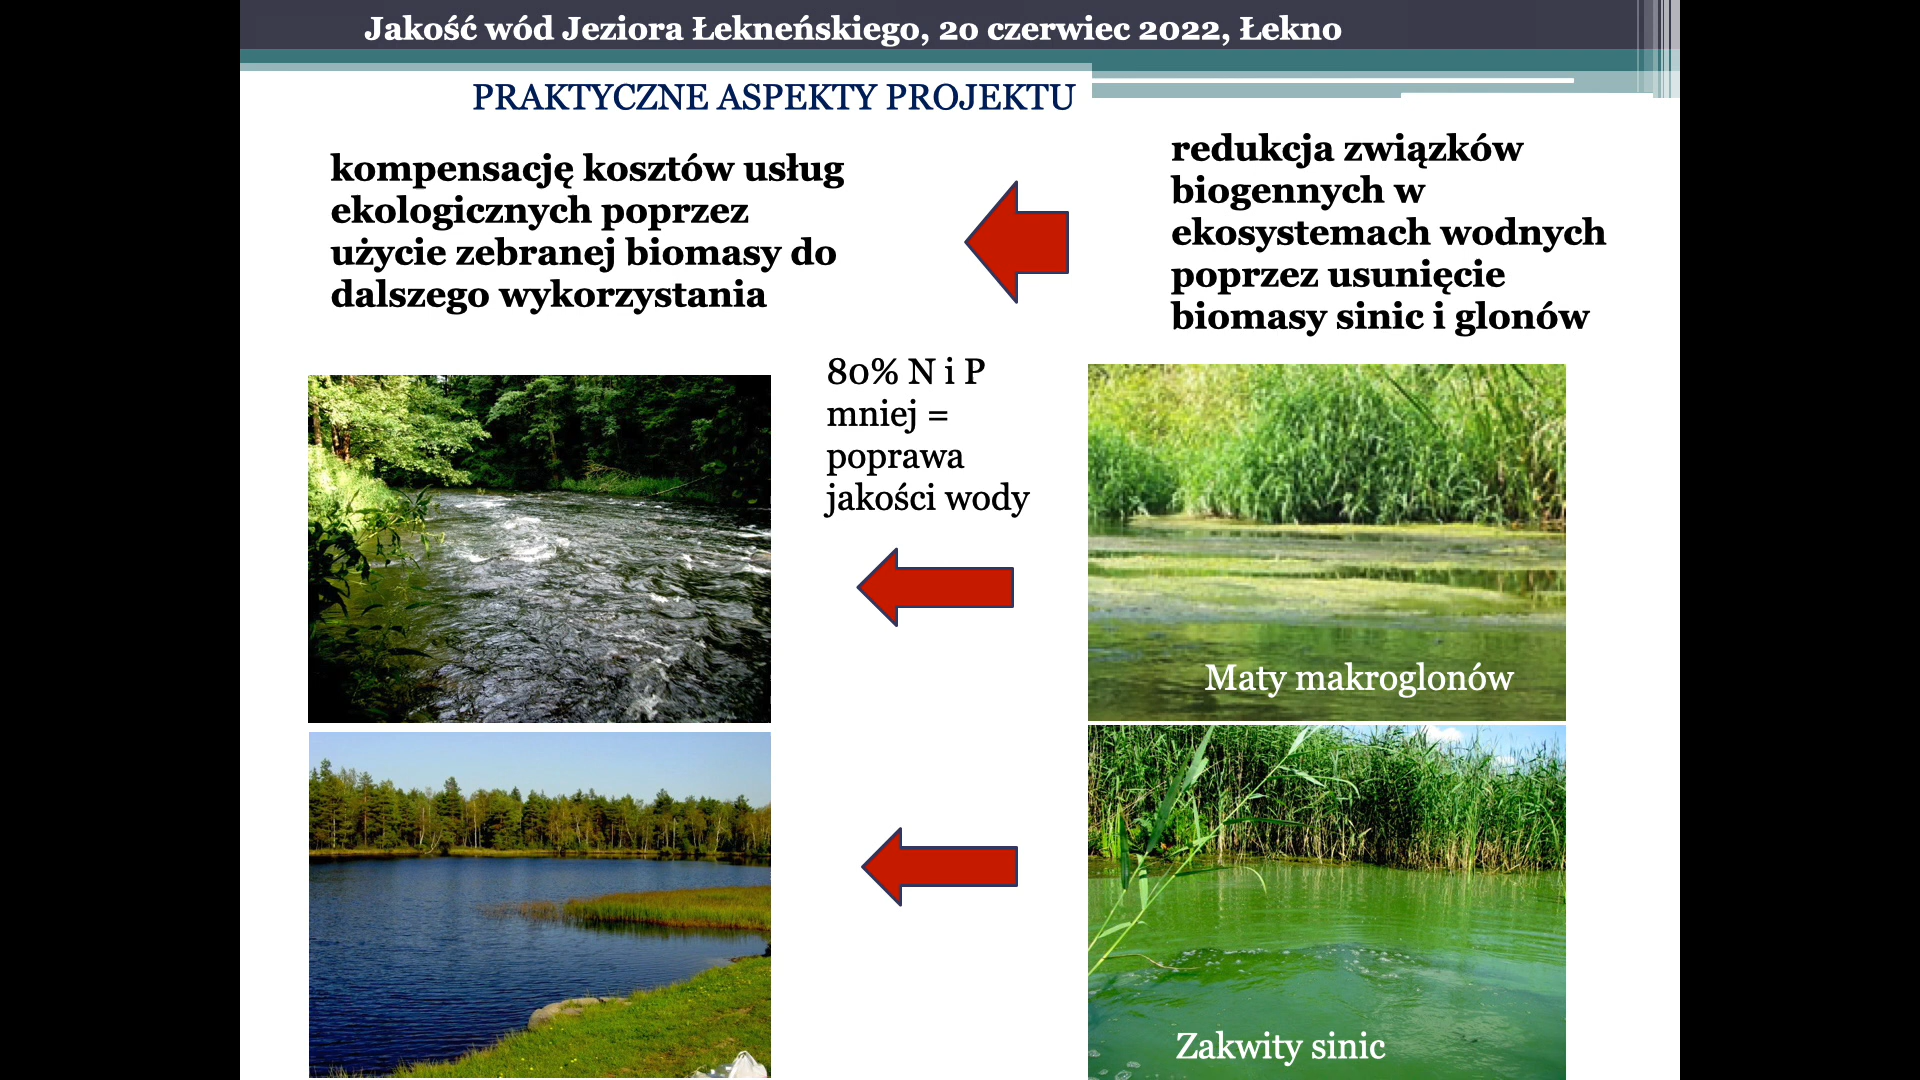 Jakość wód Jeziora Łekneńskiego, 20 czerwiec 2022, Łekno
PRAKTYCZNE ASPEKTY PROJEKTU
kompensację kosztów usług
ekologicznych poprzez
użycie zebranej biomasy do
dalszego wykorzystania
redukcja związków
biogennych w
ekosystemach wodnych
poprzez usunięcie
biomasy sinic i glonów
80% N i P
mniej =
poprawa
jakości wody
Maty makroglonów
Zakwity sinic